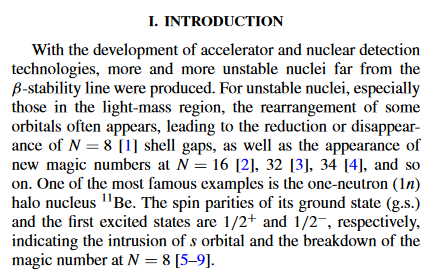 I. INTRODUCTION
With the development of accelerator and nuclear detection
technologies, more and more unstable nuclei far from the
β-stability line were produced. For unstable nuclei, especially
those in the light-mass region, the rearrangement of some
orbitals often appears, leading to the reduction or disappear-
ance of N = 8 [1] shell gaps, as well as the appearance of
new magic numbers at N = 16 [2], 32 [3], 34 [4], and so
on. One of the most famous examples is the one-neutron (1n)
halo nucleus ¹¹Be. The spin parities of its ground state (g.s.)
and the first excited states are 1/2⁺ and 1/2⁻, respectively,
indicating the intrusion of s orbital and the breakdown of the
magic number at N = 8 [5–9].